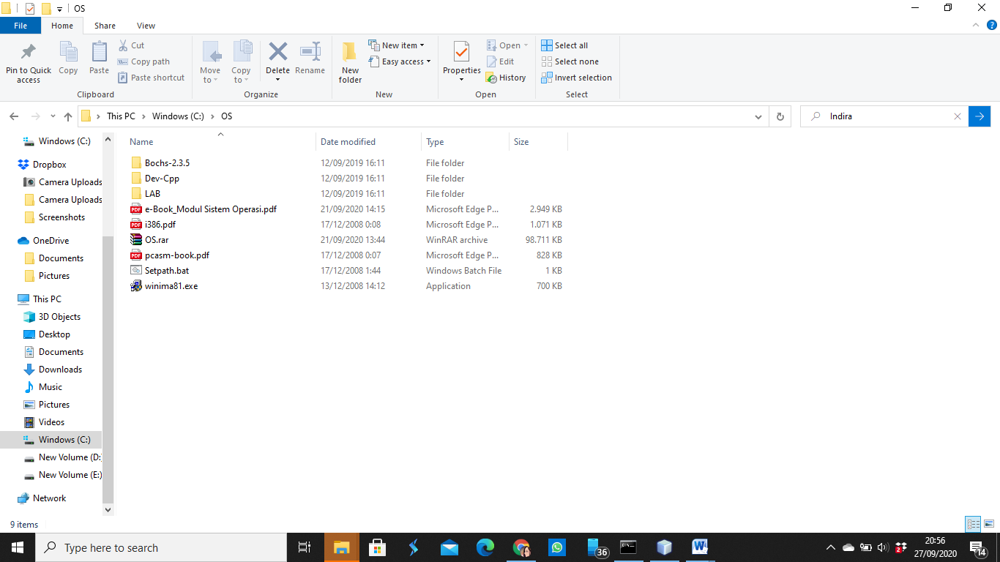 OS
File Home Share View
Pin to Quick access
Copy
Paste
Cut
Copy path
Paste shortcut
Clipboard
Move to
Copy to
Delete
Rename
Organize
New folder
New item
Easy access
New
Properties
Open
Edit
History
Open
Select all
Select none
Invert selection
Select
This PC > Windows (C:) > OS
Indira
Windows (C:)
Dropbox
Camera Uploads
Camera Uploads
Screenshots
OneDrive
Documents
Pictures
This PC
3D Objects
Desktop
Documents
Downloads
Music
Pictures
Videos
Windows (C:)
New Volume (D:
New Volume (E:)
Network
Name Date modified Type Size
Bochs-2.3.5 12/09/2019 16:11 File folder
Dev-Cpp 12/09/2019 16:11 File folder
LAB 12/09/2019 16:11 File folder
e-Book_Modul Sistem Operasi.pdf 21/09/2020 14:15 Microsoft Edge P... 2.949 KB
i386.pdf 17/12/2008 0:08 Microsoft Edge P... 1.071 KB
OS.rar 21/09/2020 13:44 WinRAR archive 98.711 KB
pcasm-book.pdf 17/12/2008 0:07 Microsoft Edge P... 828 KB
Setpath.bat 17/12/2008 1:44 Windows Batch File 1 KB
winima81.exe 13/12/2008 14:12 Application 700 KB
9 items
Type here to search
36
2
20:56
27/09/2020
14